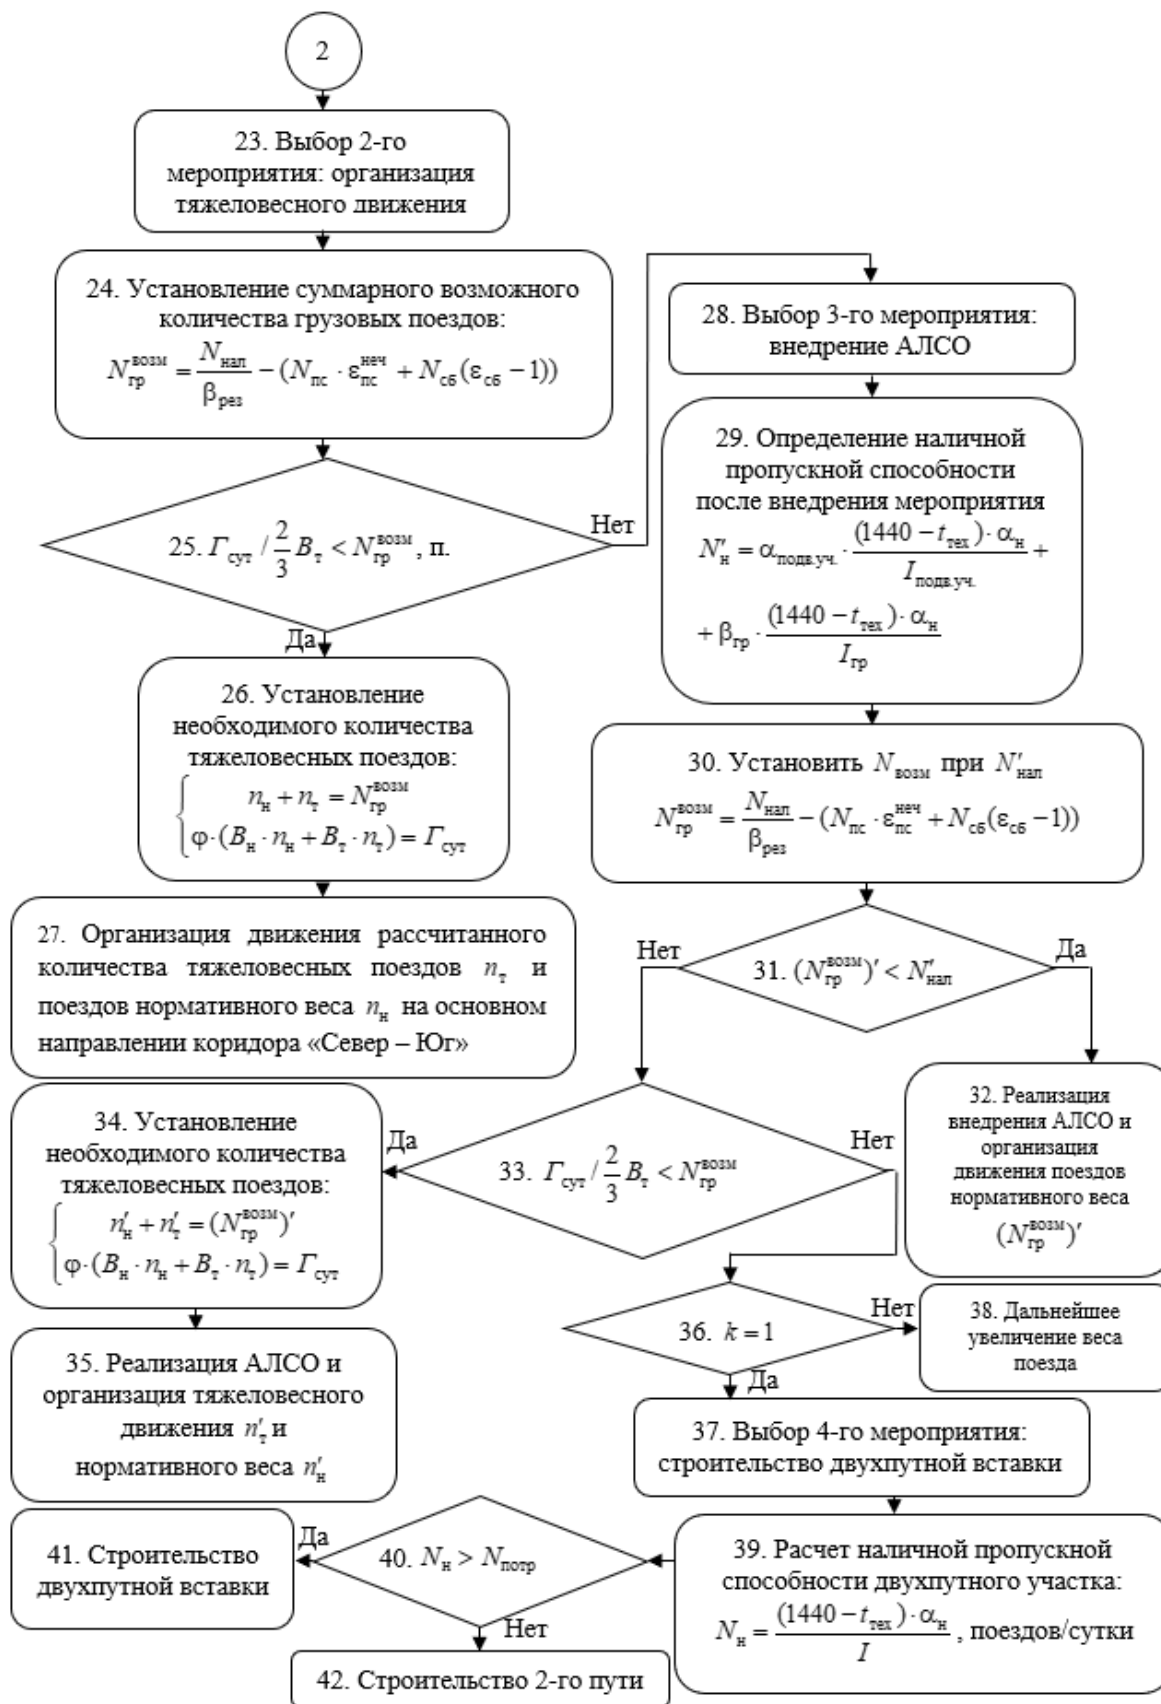 2
23. Выбор 2-го
мероприятия: организация
тяжеловесного движения
24. Установление суммарного возможного
количества грузовых поездов:
N_гр^возм = N_нал / β_рез − (N_пс · ε_пс^неч + N_сб(ε_сб − 1))
25. Г_сут / 2/3 B_т < N_гр^возм, п.
Нет
Да
26. Установление
необходимого количества
тяжеловесных поездов:
n_н + n_т = N_гр^возм
φ·(B_н · n_н + B_т · n_т) = Г_сут
27. Организация движения рассчитанного
количества тяжеловесных поездов n_т и
поездов нормативного веса n_н на основном
направлении коридора «Север – Юг»
28. Выбор 3-го мероприятия:
внедрение АЛСО
29. Определение наличной
пропускной способности
после внедрения мероприятия
N′_н = α_подв.уч. · (1440 − t_тех) · α_н / I_подв.уч. +
+ β_гр · (1440 − t_тех) · α_н / I_гр
30. Установить N_возм при N′_нал
N_гр^возм = N_нал / β_рез − (N_пс · ε_пс^неч + N_сб(ε_сб − 1))
31. (N_гр^возм)′ < N′_нал
Нет
Да
32. Реализация
внедрения АЛСО и
организация
движения поездов
нормативного веса
(N_гр^возм)′
33. Г_сут / 2/3 B_т < N_гр^возм
Да
Нет
34. Установление
необходимого количества
тяжеловесных поездов:
n′_н + n′_т = (N_гр^возм)′
φ·(B_н · n_н + B_т · n_т) = Г_сут
35. Реализация АЛСО и
организация тяжеловесного
движения n′_т и
нормативного веса n′_н
36. k = 1
Нет
Да
38. Дальнейшее
увеличение веса
поезда
37. Выбор 4-го мероприятия:
строительство двухпутной вставки
39. Расчет наличной пропускной
способности двухпутного участка:
N_н = (1440 − t_тех) · α_н / I , поездов/сутки
40. N_н > N_потр
Да
Нет
41. Строительство
двухпутной вставки
42. Строительство 2-го пути